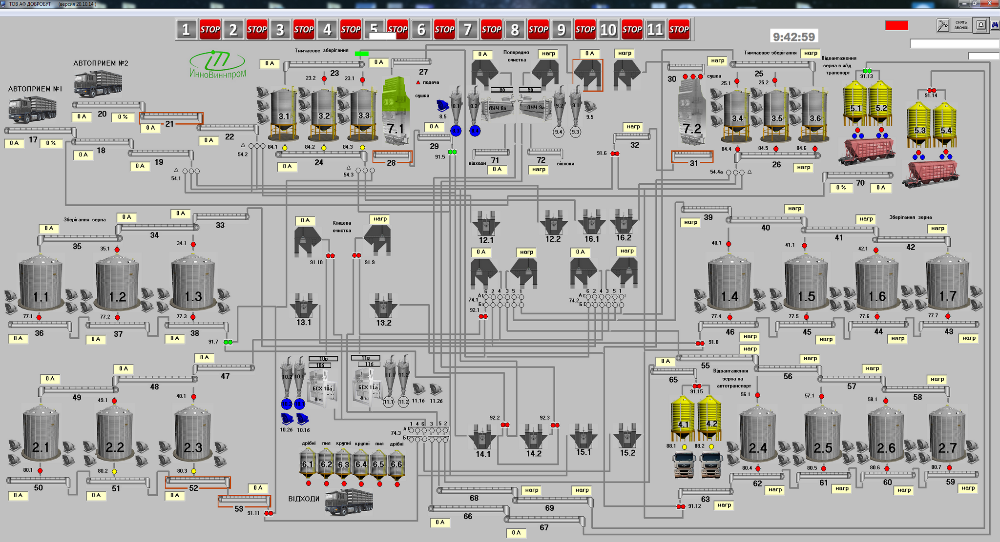 ТОВ АФ ДОБРОБУТ (версия 20.10.14 )
1 STOP 2 STOP 3 STOP 4 STOP 5 STOP 6 STOP 7 STOP 8 STOP 9 STOP 10 STOP 11 STOP
СНЯТЬ
ЗВОНОК
9:42:59
ИнноВиннпроМ
АВТОПРИЕМ №2
АВТОПРИЕМ №1
20
0 A
0 %
21
0 A
17
0 A
0 %
18
0 A
19
0 A
22
0 A
54.1
54.2
Тимчасове зберігання
0 A
23
0 A
27
23.2
23.1
подача
сушка
3.1
3.2
3.3
7.1
84.1
84.2
84.3
24
0 A
28
54.3
29
0 A
91.5
8.5
8.1
8.2
8.3
8.4
Попередня
очистка
0 A
нагр
0 A
нагр
8б
9б
ЛУЧ 8а
ЛУЧ 9а
9.2
9.1
9.5
9.4
9.3
71
відходи
0 A
72
відходи
нагр
нагр
32
91.6
30
сушка
нагр
7.2
31
Тимчасове зберігання
нагр
25
25.1
25.2
3.4
3.5
3.6
84.4
84.5
84.6
26
нагр
54.4а
Відвантаження
зерна в ж\д
транспорт
91.13
5.1
5.2
91.14
5.3
5.4
70
0 %
0 A
Зберігання зерна
0 A
35
0 A
34
0 A
33
35.1
34.1
1.1
1.2
1.3
77.1
77.2
77.3
36
0 A
37
0 A
38
0 A
91.7
Кінцева
очистка
0 A
нагр
91.10
91.9
13.1
13.2
12.1
12.2
16.1
16.2
0 A
нагр
0 A
нагр
6 2 4 3 5 1
А
Б
74.1
92.1
6 2 4 3 5 1
А
Б
74.2
39
нагр
40
нагр
41
нагр
42
нагр
Зберігання зерна
40.1
41.1
42.1
1.4
1.5
1.6
1.7
77.4
77.5
77.6
77.7
46
нагр
45
нагр
44
нагр
43
нагр
91.8
0 A
49
0 A
48
0 A
47
49.1
48.1
2.1
2.2
2.3
80.1
80.2
80.3
50
0 A
51
0 A
52
0 A
53
0 A
91.11
10в
10б
11в
11б
10.2
10.1
БСХ 10а
БСХ 11а
11.1
11.2
10.3
10.1
11.1
11.2
11.1б
11.2б
10.2б
10.1б
1 4 6 3 5 2
А
Б
74.3
дрібні пил крупні крупні пил дрібні
6.1 6.2 6.3 6.4 6.5 6.6
ВІДХОДИ
92.2
92.3
14.1
14.2
15.1
15.2
68
нагр
69
нагр
66
0 A
67
0 A
нагр
55
0 A
65
91.15
Відвантаження
зерна на
автотранспорт
4.1
4.2
88.1
88.2
56
нагр
57
нагр
58
нагр
56.1
57.1
58.1
2.4
2.5
2.6
2.7
80.4
80.5
80.6
80.7
62
нагр
61
нагр
60
нагр
59
нагр
63
нагр
91.12